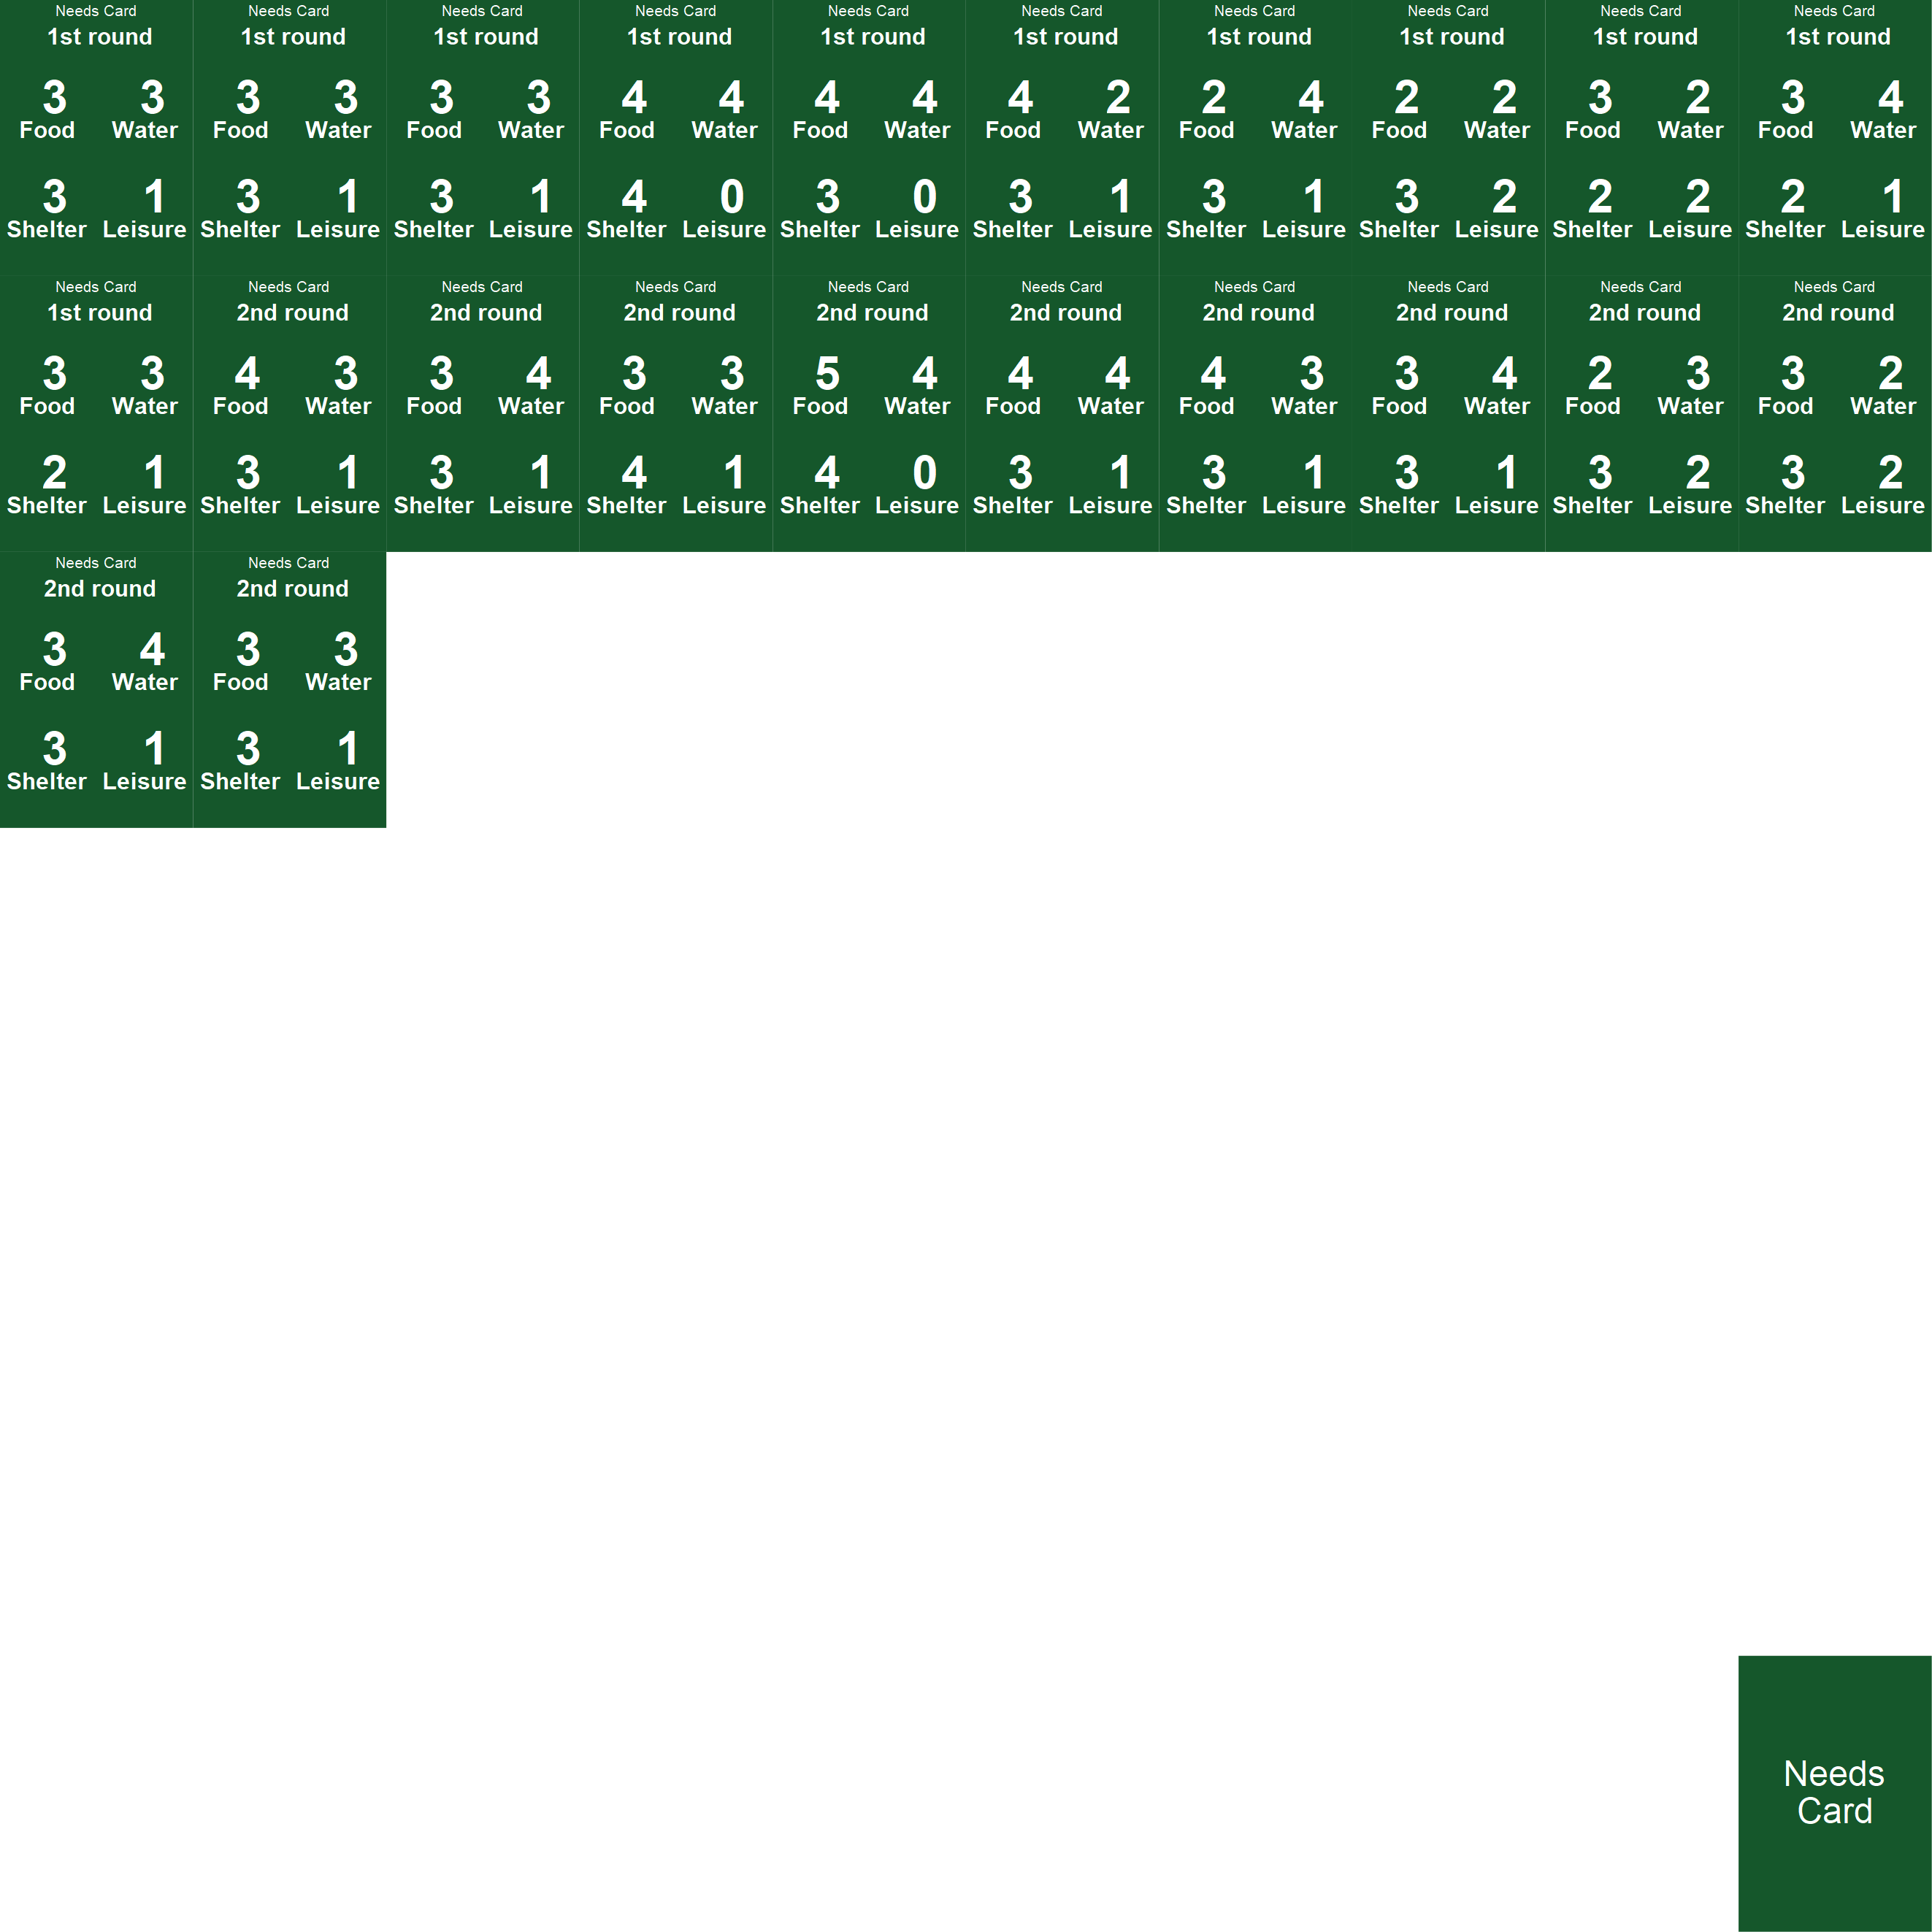 Needs Card
1st round
3 3
Food Water
3 1
Shelter Leisure
Needs Card
1st round
3 3
Food Water
3 1
Shelter Leisure
Needs Card
1st round
3 3
Food Water
3 1
Shelter Leisure
Needs Card
1st round
4 4
Food Water
4 0
Shelter Leisure
Needs Card
1st round
4 4
Food Water
3 0
Shelter Leisure
Needs Card
1st round
4 2
Food Water
3 1
Shelter Leisure
Needs Card
1st round
2 4
Food Water
3 1
Shelter Leisure
Needs Card
1st round
2 2
Food Water
3 2
Shelter Leisure
Needs Card
1st round
3 2
Food Water
2 2
Shelter Leisure
Needs Card
1st round
3 4
Food Water
2 1
Shelter Leisure
Needs Card
1st round
3 3
Food Water
2 1
Shelter Leisure
Needs Card
2nd round
4 3
Food Water
3 1
Shelter Leisure
Needs Card
2nd round
3 4
Food Water
3 1
Shelter Leisure
Needs Card
2nd round
3 3
Food Water
4 1
Shelter Leisure
Needs Card
2nd round
5 4
Food Water
4 0
Shelter Leisure
Needs Card
2nd round
4 4
Food Water
3 1
Shelter Leisure
Needs Card
2nd round
4 3
Food Water
3 1
Shelter Leisure
Needs Card
2nd round
3 4
Food Water
3 1
Shelter Leisure
Needs Card
2nd round
2 3
Food Water
3 2
Shelter Leisure
Needs Card
2nd round
3 2
Food Water
3 2
Shelter Leisure
Needs Card
2nd round
3 4
Food Water
3 1
Shelter Leisure
Needs Card
2nd round
3 3
Food Water
3 1
Shelter Leisure
Needs
Card